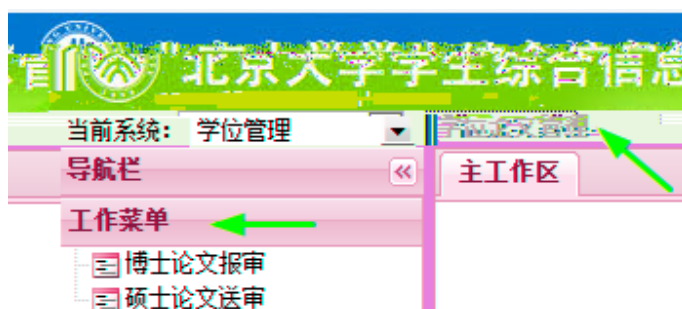 北京大学学生综合信息
当前系统： 学位管理
导航栏
主工作区
工作菜单
博士论文报审
硕士论文送审